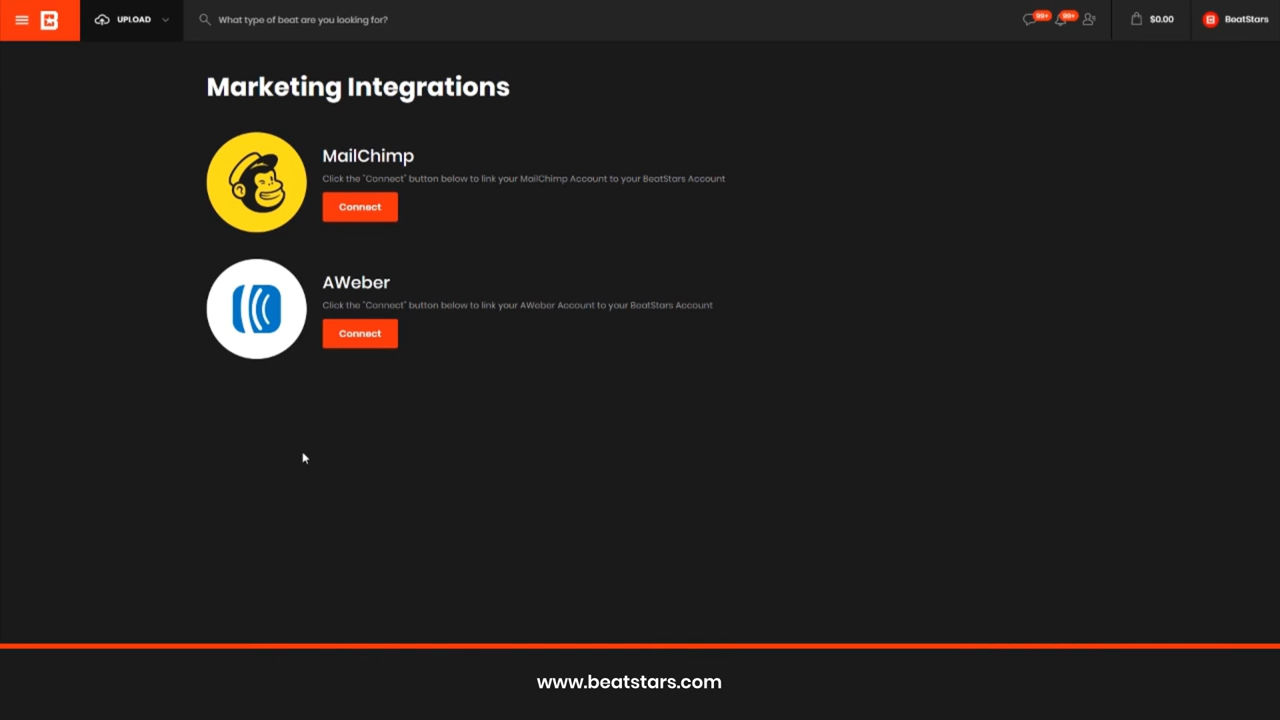 UPLOAD
What type of beat are you looking for?
99+
99+
$0.00
BeatStars
Marketing Integrations
MailChimp
Click the "Connect" button below to link your MailChimp Account to your BeatStars Account
Connect
AWeber
Click the "Connect" button below to link your AWeber Account to your BeatStars Account
Connect
www.beatstars.com